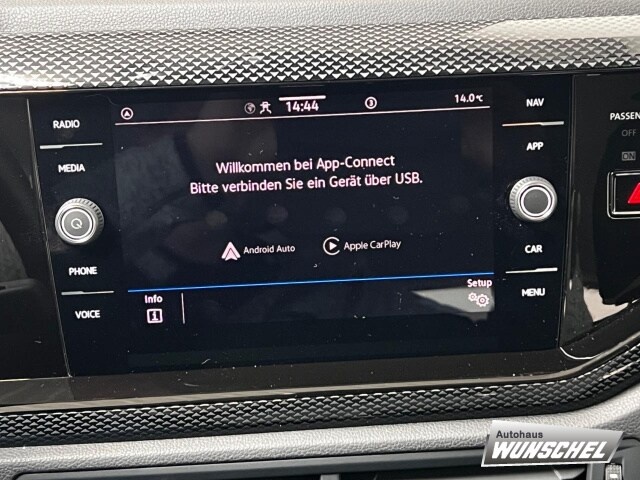 RADIO
MEDIA
PHONE
VOICE
14:44
3
14.0°C
Willkommen bei App-Connect
Bitte verbinden Sie ein Gerät über USB.
Android Auto
Apple CarPlay
Info
Setup
NAV
APP
CAR
MENU
PASSEN
OFF
ON
Autohaus
WUNSCHEL